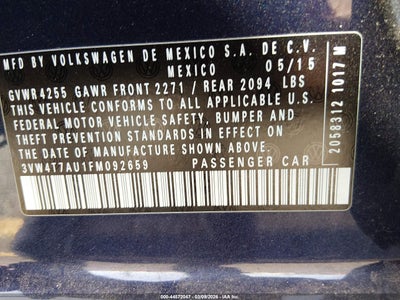 MFD BY VOLKSWAGEN DE MEXICO S.A. DE C.V.
MEXICO 05/15
GVWR 4255 GAWR FRONT 2271 / REAR 2094 LBS
THIS VEHICLE CONFORMS TO ALL APPLICABLE U.S.
FEDERAL MOTOR VEHICLE SAFETY, BUMPER, AND
THEFT PREVENTION STANDARDS IN EFFECT ON THE
DATE OF MANUFACTURE SHOWN ABOVE.
3VW4T7AU1FM092659 PASSENGER CAR
2058312 1017 M
000-44572047 | 03/09/2026 | IAA Inc.